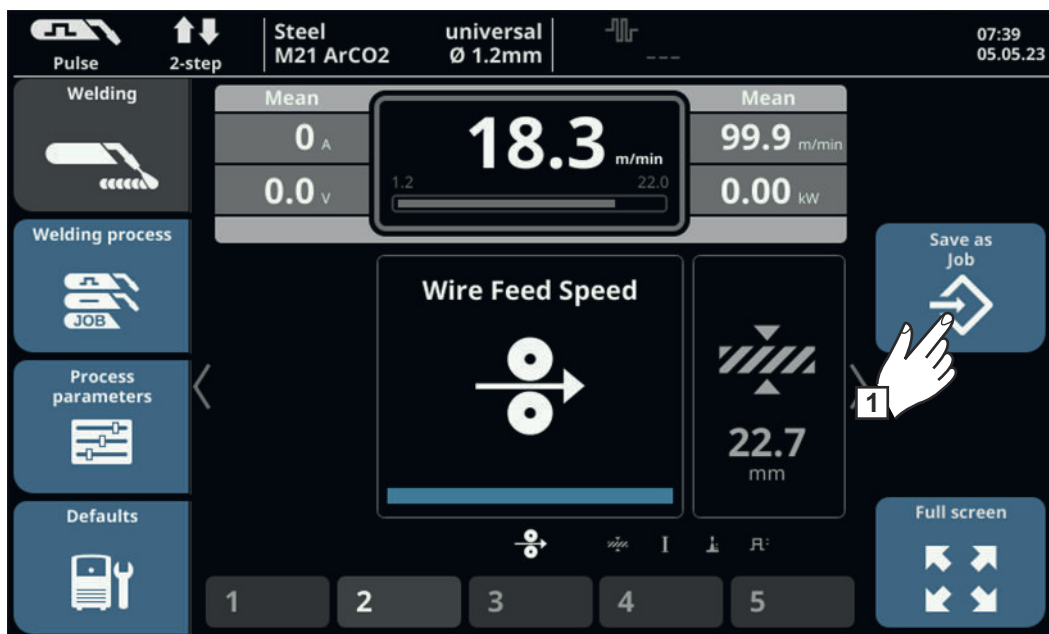 Pulse
2-step
Steel universal
M21 ArCO2 Ø 1.2mm
---
07:39
05.05.23
Welding
Mean
0 A
0.0 V
18.3 m/min
1.2 22.0
Mean
99.9 m/min
0.00 kW
Welding process
JOB
Process
parameters
Defaults
Wire Feed Speed
22.7
mm
Save as
Job
1
Full screen
I
1 2 3 4 5